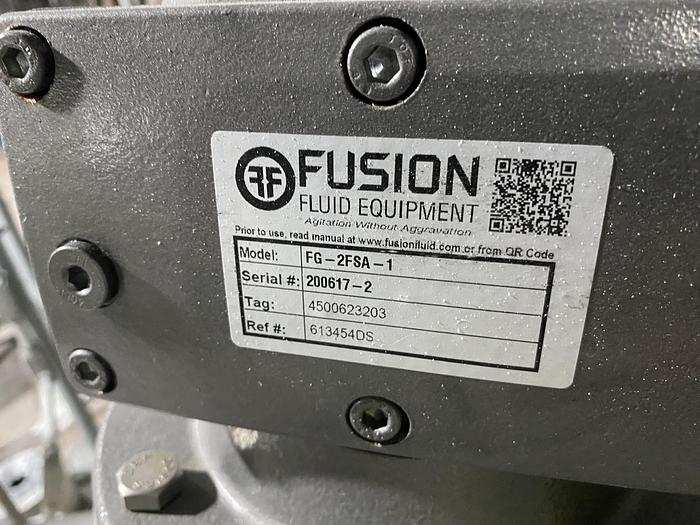 FUSION
FLUID EQUIPMENT
Agitation Without Aggravation
Prior to use, read manual at www.fusionfluid.com or from QR Code
Model: FG-2FSA-1
Serial #: 200617-2
Tag: 4500623203
Ref #: 613454DS